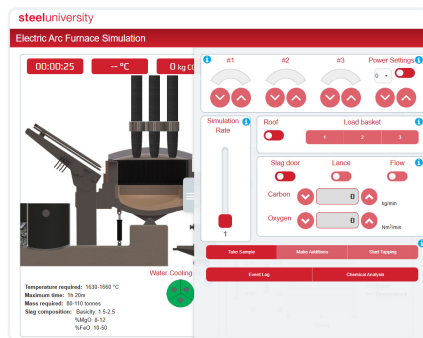 steeluniversity
Electric Arc Furnace Simulation
00:00:25
-- °C
0 kg CO
#1
#2
#3
Power Settings
0
Simulation Rate
1
Roof
Load basket
1
2
3
Slag door
Lance
Flow
Carbon
0
kg/min
Oxygen
0
Nm³/min
Take Sample
Make Additions
Start Tapping
Event Log
Chemical Analysis
Water Cooling
Temperature required: 1630-1660 °C
Maximum time: 1h 20m
Mass required: 80-110 tonnes
Slag composition: Basicity: 1.5-2.5
%MgO: 8-12
%FeO: 10-50